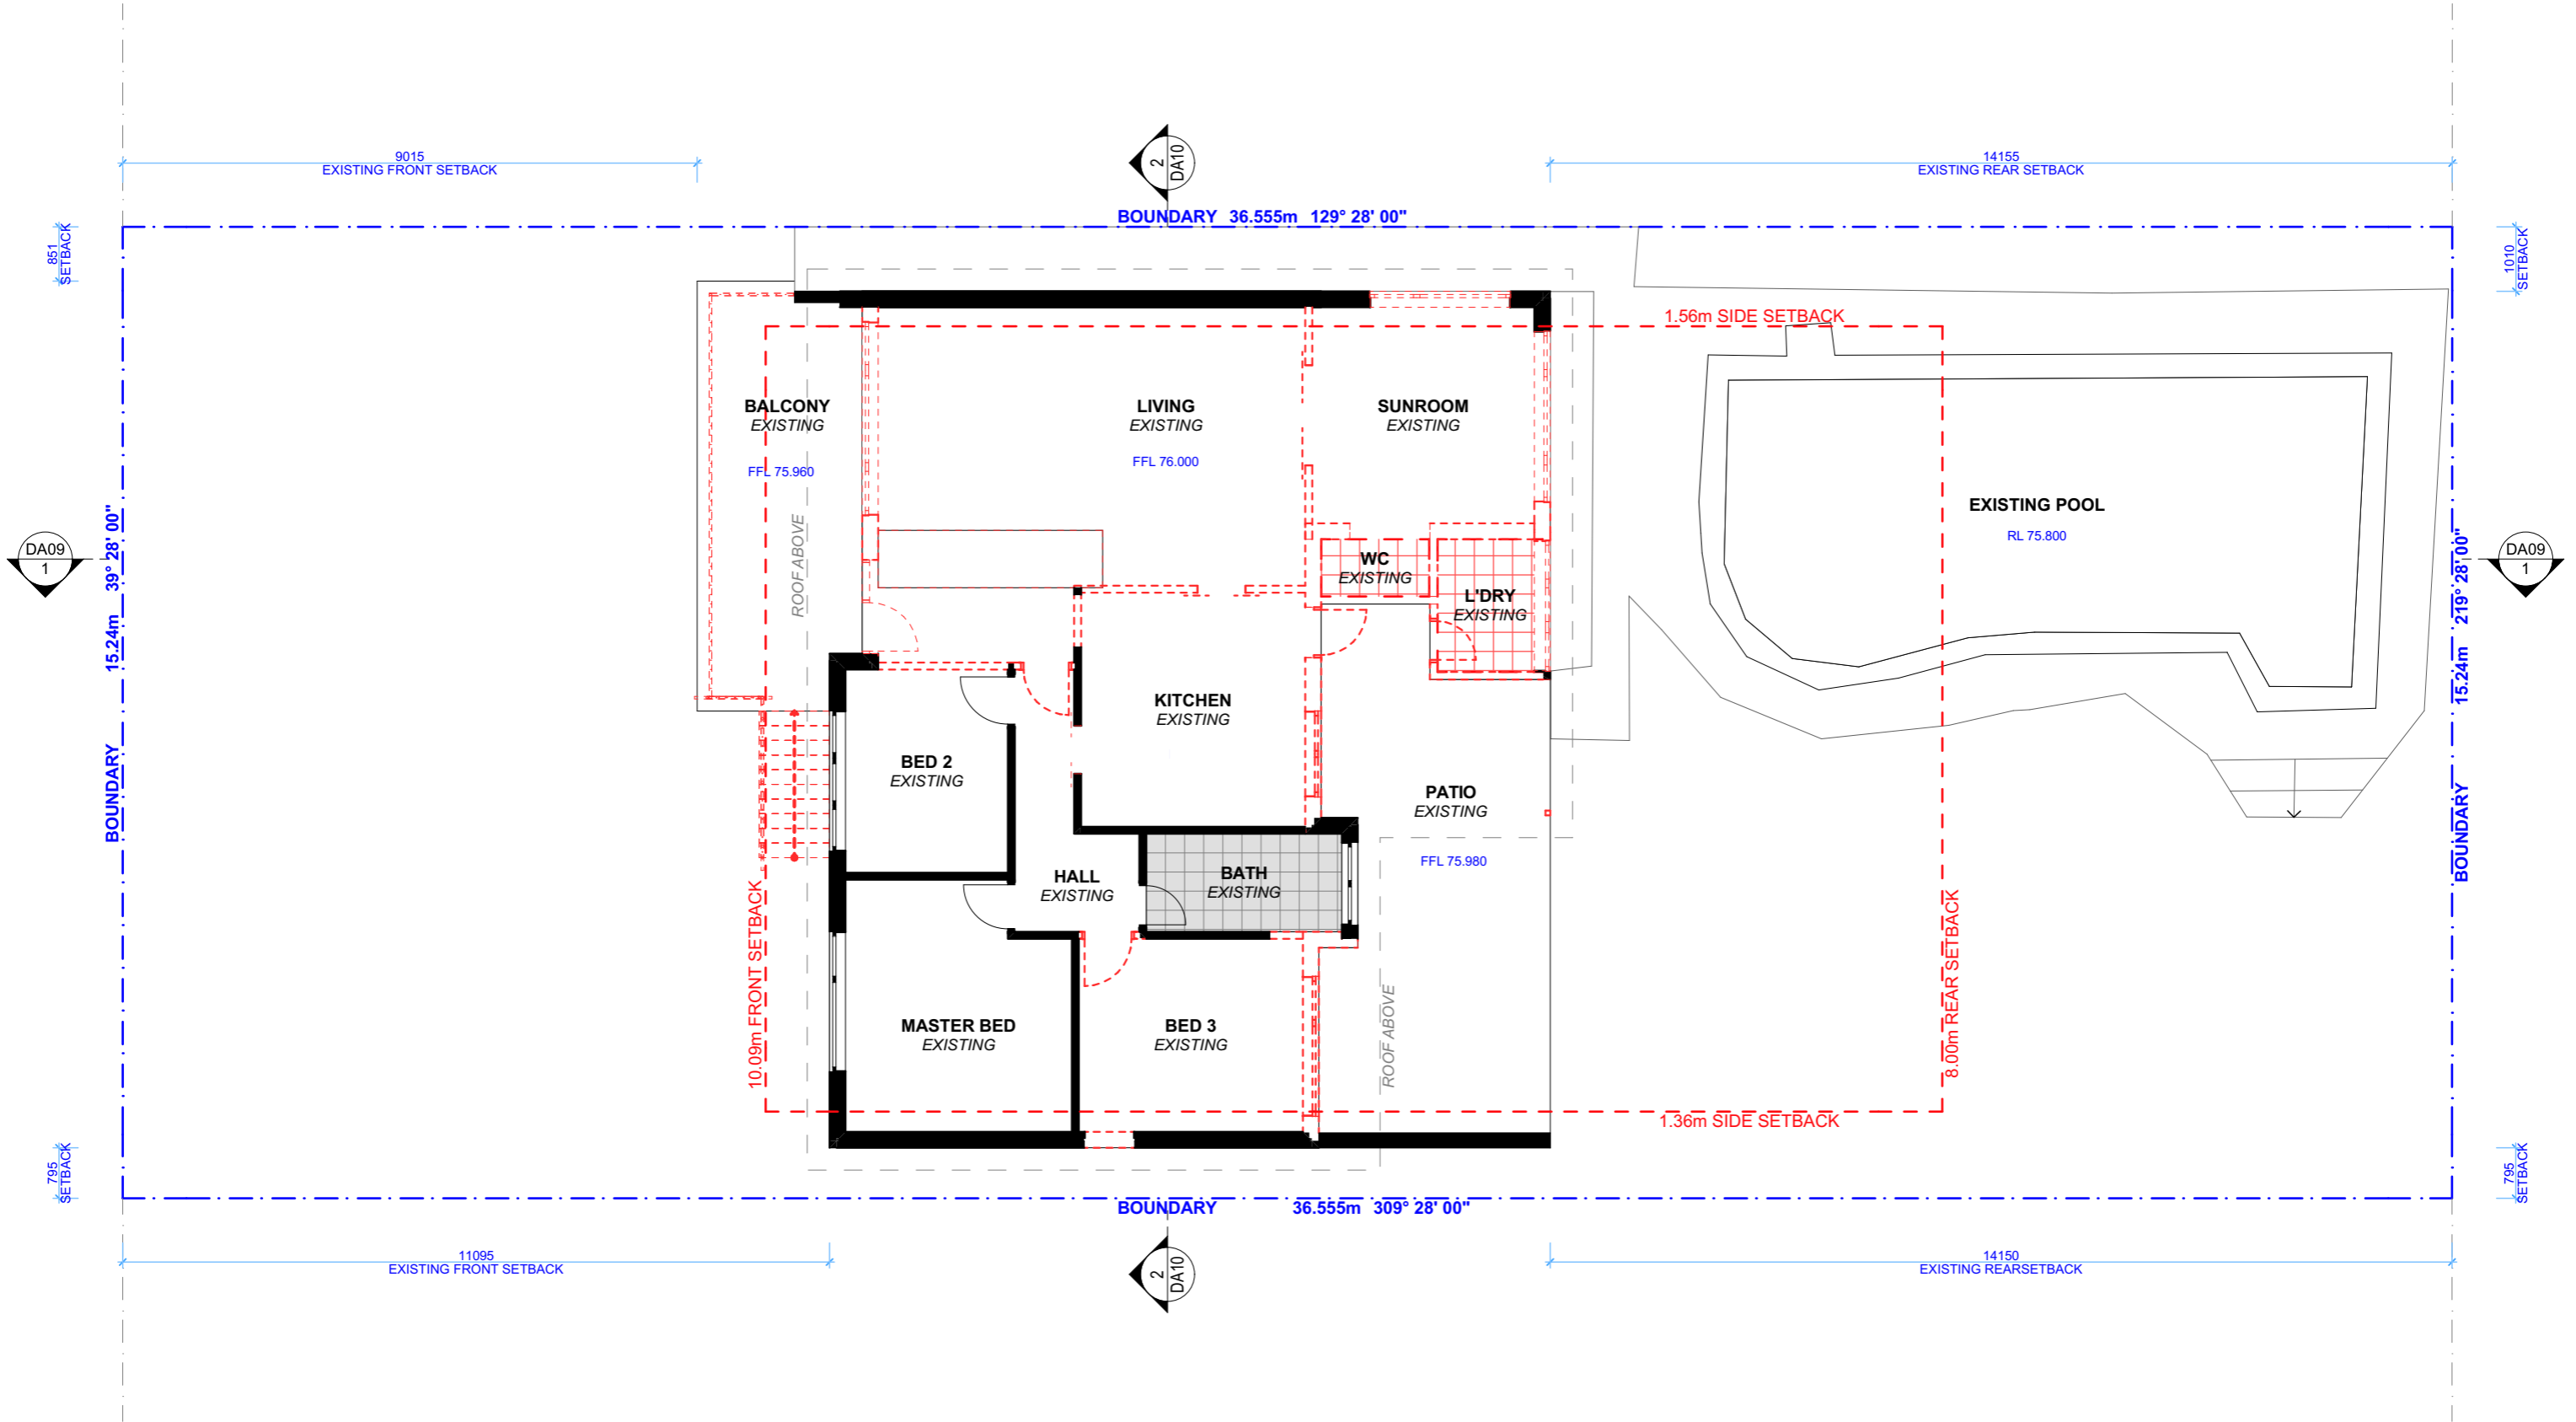 2
DA10
9015
EXISTING FRONT SETBACK
14155
EXISTING REAR SETBACK
BOUNDARY 36.555m 129° 28' 00"
851
SETBACK
1010
SETBACK
1.56m SIDE SETBACK
BALCONY
EXISTING
FFL 75.960
LIVING
EXISTING
FFL 76.000
SUNROOM
EXISTING
EXISTING POOL
RL 75.800
DA09
1
BOUNDARY 15.24m 39° 28' 00"
ROOF ABOVE
WC
EXISTING
L'DRY
EXISTING
BOUNDARY 15.24m 219° 28' 00"
DA09
1
KITCHEN
EXISTING
BED 2
EXISTING
PATIO
EXISTING
FFL 75.980
HALL
EXISTING
BATH
EXISTING
10.09m FRONT SETBACK
MASTER BED
EXISTING
BED 3
EXISTING
ROOF ABOVE
8.00m REAR SETBACK
1.36m SIDE SETBACK
795
SETBACK
795
SETBACK
BOUNDARY 36.555m 309° 28' 00"
11095
EXISTING FRONT SETBACK
2
DA10
14150
EXISTING REARSETBACK